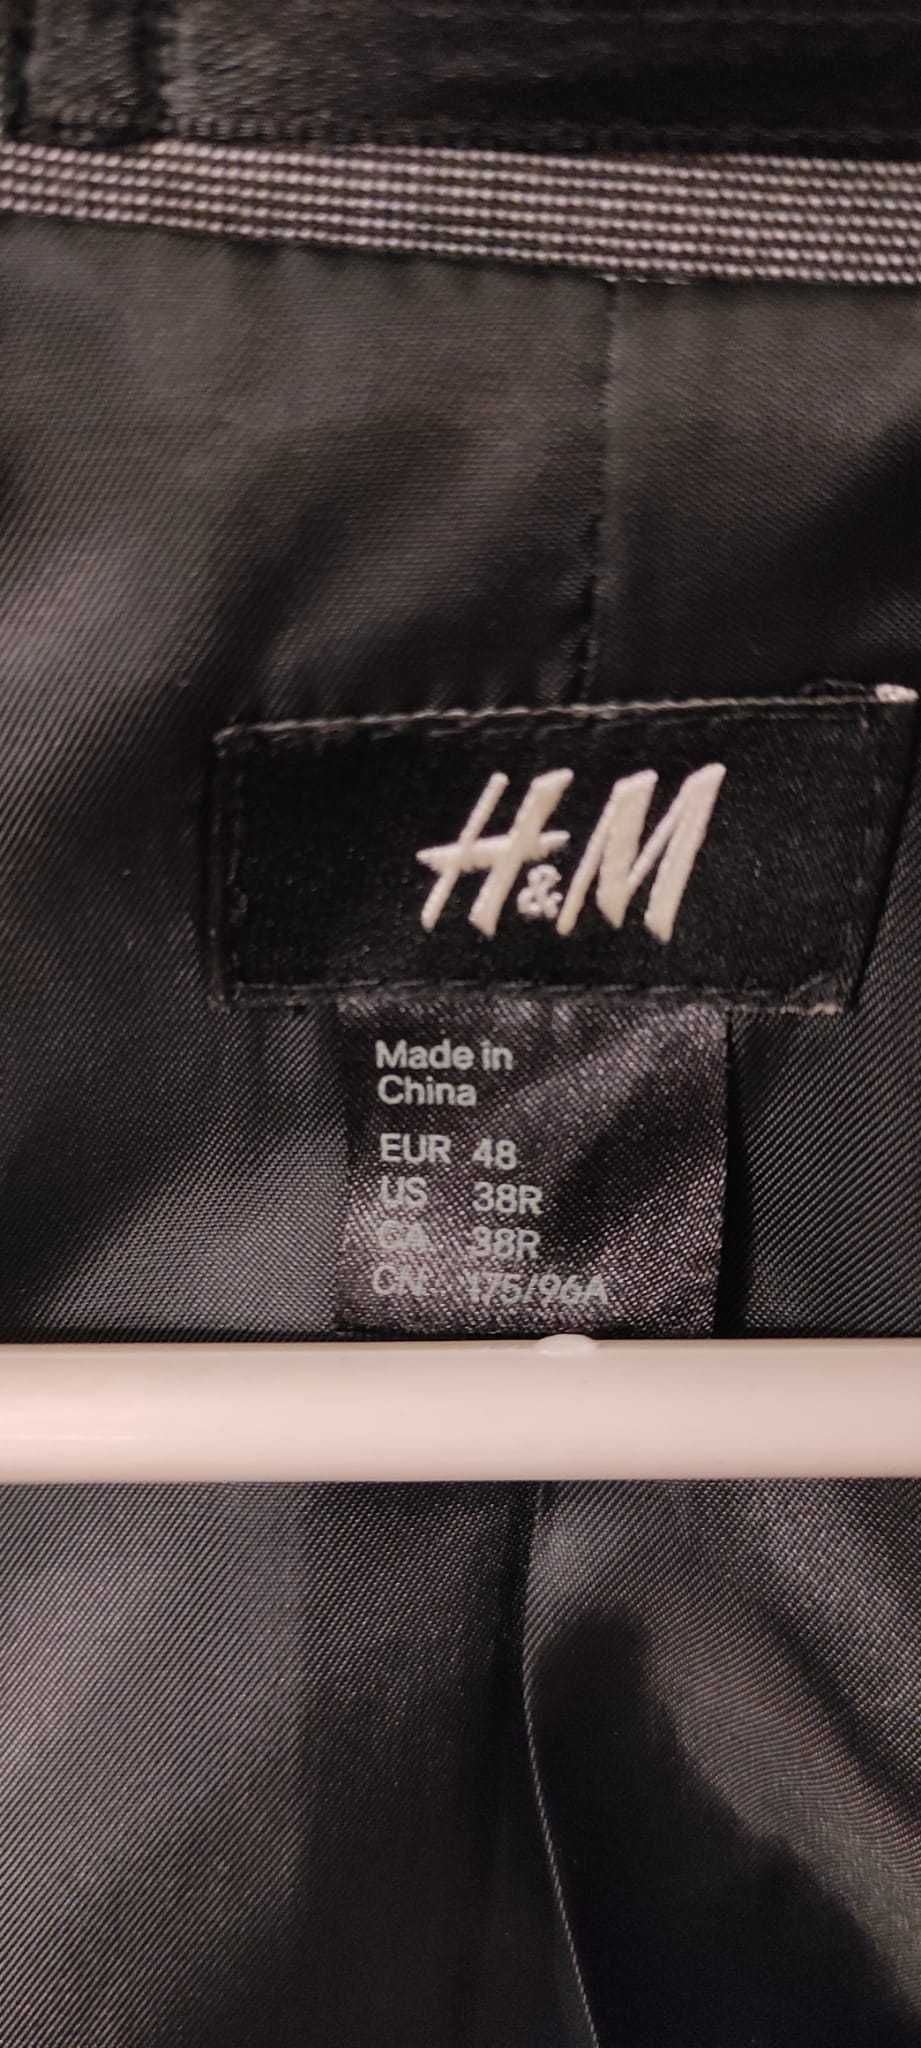 H&M
Made in
China
EUR 48
US 38R
CA 38R
CN 175/96A